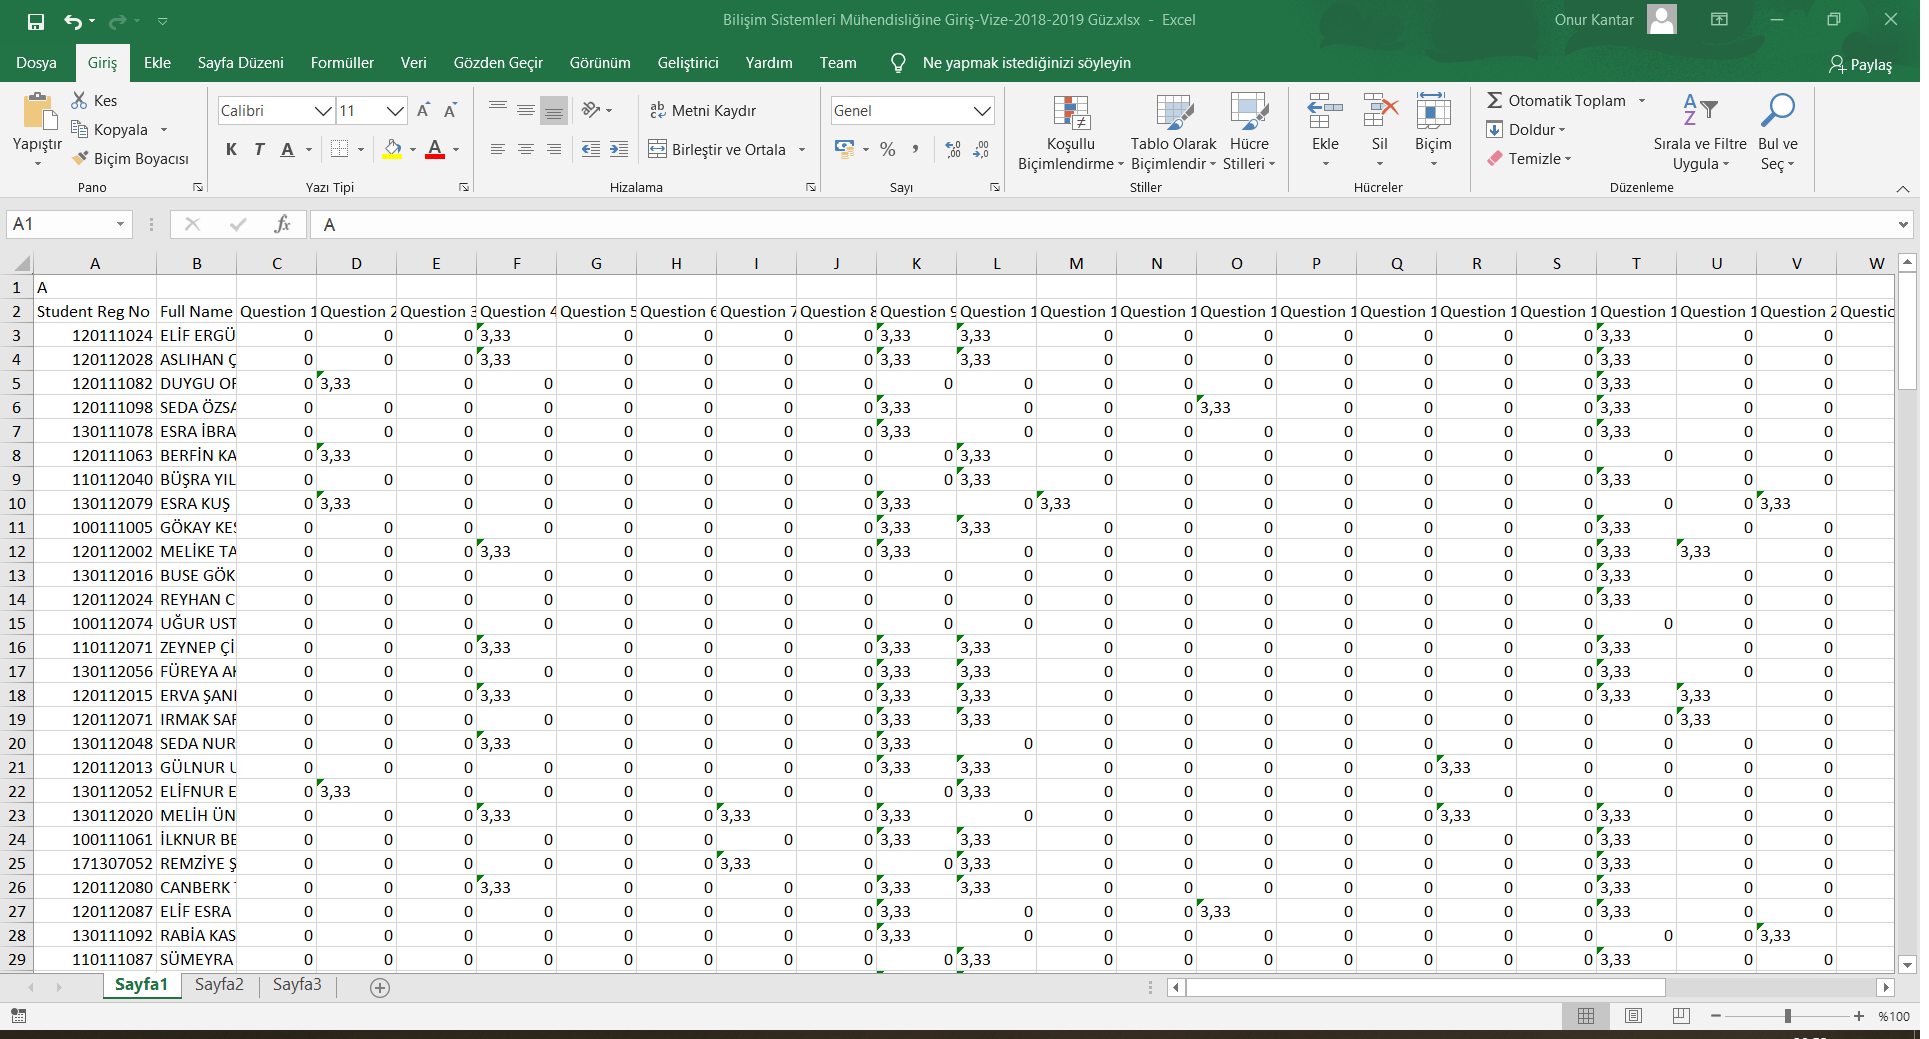 Bilişim Sistemleri Mühendisliğine Giriş-Vize-2018-2019 Güz.xlsx - Excel
Onur Kantar
Dosya Giriş Ekle Sayfa Düzeni Formüller Veri Gözden Geçir Görünüm Geliştirici Yardım Team Ne yapmak istediğinizi söyleyin Paylaş
Yapıştır
Kes
Kopyala
Biçim Boyacısı
Pano
Calibri 11
K T A
Yazı Tipi
Metni Kaydır
Birleştir ve Ortala
Hizalama
Genel
Sayı
Koşullu Biçimlendirme
Tablo Olarak Biçimlendir
Hücre Stilleri
Stiller
Ekle Sil Biçim
Hücreler
Otomatik Toplam
Doldur
Temizle
Sırala ve Filtre Uygula
Bul ve Seç
Düzenleme
A1 fx A
A B C D E F G H I J K L M N O P Q R S T U V W
1 A
2 Student Reg No Full Name Question 1 Question 2 Question 3 Question 4 Question 5 Question 6 Question 7 Question 8 Question 9 Question 1 Question 1 Question 1 Question 1 Question 1 Question 1 Question 1 Question 1 Question 1 Question 1 Question 2 Questio
3 120111024 ELİF ERGÜ 0 0 0 3,33 0 0 0 0 3,33 3,33 0 0 0 0 0 0 0 3,33 0 0
4 120112028 ASLIHAN Ç 0 0 0 3,33 0 0 0 0 3,33 3,33 0 0 0 0 0 0 0 3,33 0 0
5 120111082 DUYGU OF 0 3,33 0 0 0 0 0 0 0 0 0 0 0 0 0 0 0 3,33 0 0
6 120111098 SEDA ÖZSA 0 0 0 0 0 0 0 0 3,33 0 0 0 3,33 0 0 0 0 3,33 0 0
7 130111078 ESRA İBRA 0 0 0 0 0 0 0 0 3,33 0 0 0 0 0 0 0 0 3,33 0 0
8 120111063 BERFİN KA 0 3,33 0 0 0 0 0 0 0 3,33 0 0 0 0 0 0 0 0 0 0
9 110112040 BÜŞRA YIL 0 0 0 0 0 0 0 0 0 3,33 0 0 0 0 0 0 0 3,33 0 0
10 130112079 ESRA KUŞ 0 3,33 0 0 0 0 0 0 3,33 0 3,33 0 0 0 0 0 0 0 0 3,33
11 100111005 GÖKAY KES 0 0 0 0 0 0 0 0 3,33 3,33 0 0 0 0 0 0 0 3,33 0 0
12 120112002 MELİKE TA 0 0 0 3,33 0 0 0 0 3,33 0 0 0 0 0 0 0 0 3,33 3,33 0
13 130112016 BUSE GÖK 0 0 0 0 0 0 0 0 0 0 0 0 0 0 0 0 0 3,33 0 0
14 120112024 REYHAN C 0 0 0 0 0 0 0 0 0 0 0 0 0 0 0 0 0 3,33 0 0
15 100112074 UĞUR UST 0 0 0 0 0 0 0 0 0 0 0 0 0 0 0 0 0 0 0 0
16 110112071 ZEYNEP Çİ 0 0 0 3,33 0 0 0 0 3,33 3,33 0 0 0 0 0 0 0 3,33 0 0
17 130112056 FÜREYA AK 0 0 0 0 0 0 0 0 3,33 3,33 0 0 0 0 0 0 0 3,33 0 0
18 120112015 ERVA ŞANI 0 0 0 3,33 0 0 0 0 3,33 3,33 0 0 0 0 0 0 0 3,33 3,33 0
19 120112071 IRMAK SAF 0 0 0 0 0 0 0 0 3,33 3,33 0 0 0 0 0 0 0 0 3,33 0
20 130112048 SEDA NUR 0 0 0 3,33 0 0 0 0 3,33 0 0 0 0 0 0 0 0 0 0 0
21 120112013 GÜLNUR U 0 0 0 0 0 0 0 0 3,33 3,33 0 0 0 0 0 3,33 0 0 0 0
22 130112052 ELİFNUR E 0 3,33 0 0 0 0 0 0 0 3,33 0 0 0 0 0 0 0 0 0 0
23 130112020 MELİH ÜN 0 0 0 3,33 0 0 3,33 0 3,33 0 0 0 0 0 0 3,33 0 3,33 0 0
24 100111061 İLKNUR BE 0 0 0 0 0 0 0 0 3,33 3,33 0 0 0 0 0 0 0 3,33 0 0
25 171307052 REMZİYE Ş 0 0 0 0 0 0 3,33 0 0 3,33 0 0 0 0 0 0 0 3,33 0 0
26 120112080 CANBERK 0 0 0 3,33 0 0 0 0 3,33 3,33 0 0 0 0 0 0 0 3,33 0 0
27 120112087 ELİF ESRA 0 0 0 0 0 0 0 0 3,33 0 0 0 3,33 0 0 0 0 3,33 0 0
28 130111092 RABİA KAS 0 0 0 0 0 0 0 0 3,33 0 0 0 0 0 0 0 0 0 0 3,33
29 110111087 SÜMEYRA 0 0 0 0 0 0 0 0 0 3,33 0 0 0 0 0 0 0 3,33 0 0
Sayfa1 Sayfa2 Sayfa3
%100